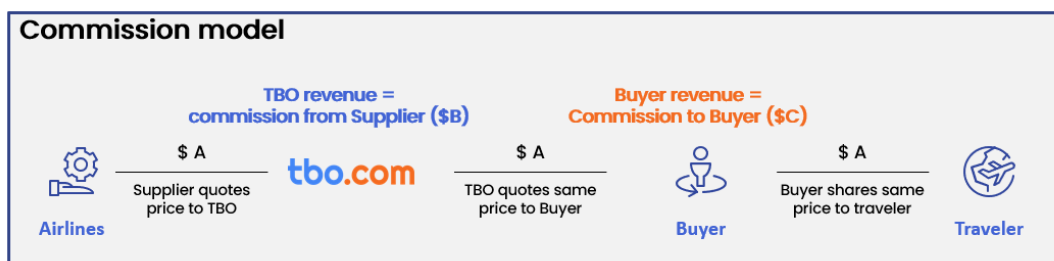 Commission model
TBO revenue =
commission from Supplier ($B)
Buyer revenue =
Commission to Buyer ($C)
$ A
$ A
$ A
tbo.com
Supplier quotes
price to TBO
TBO quotes same
price to Buyer
Buyer shares same
price to traveler
Airlines
Buyer
Traveler